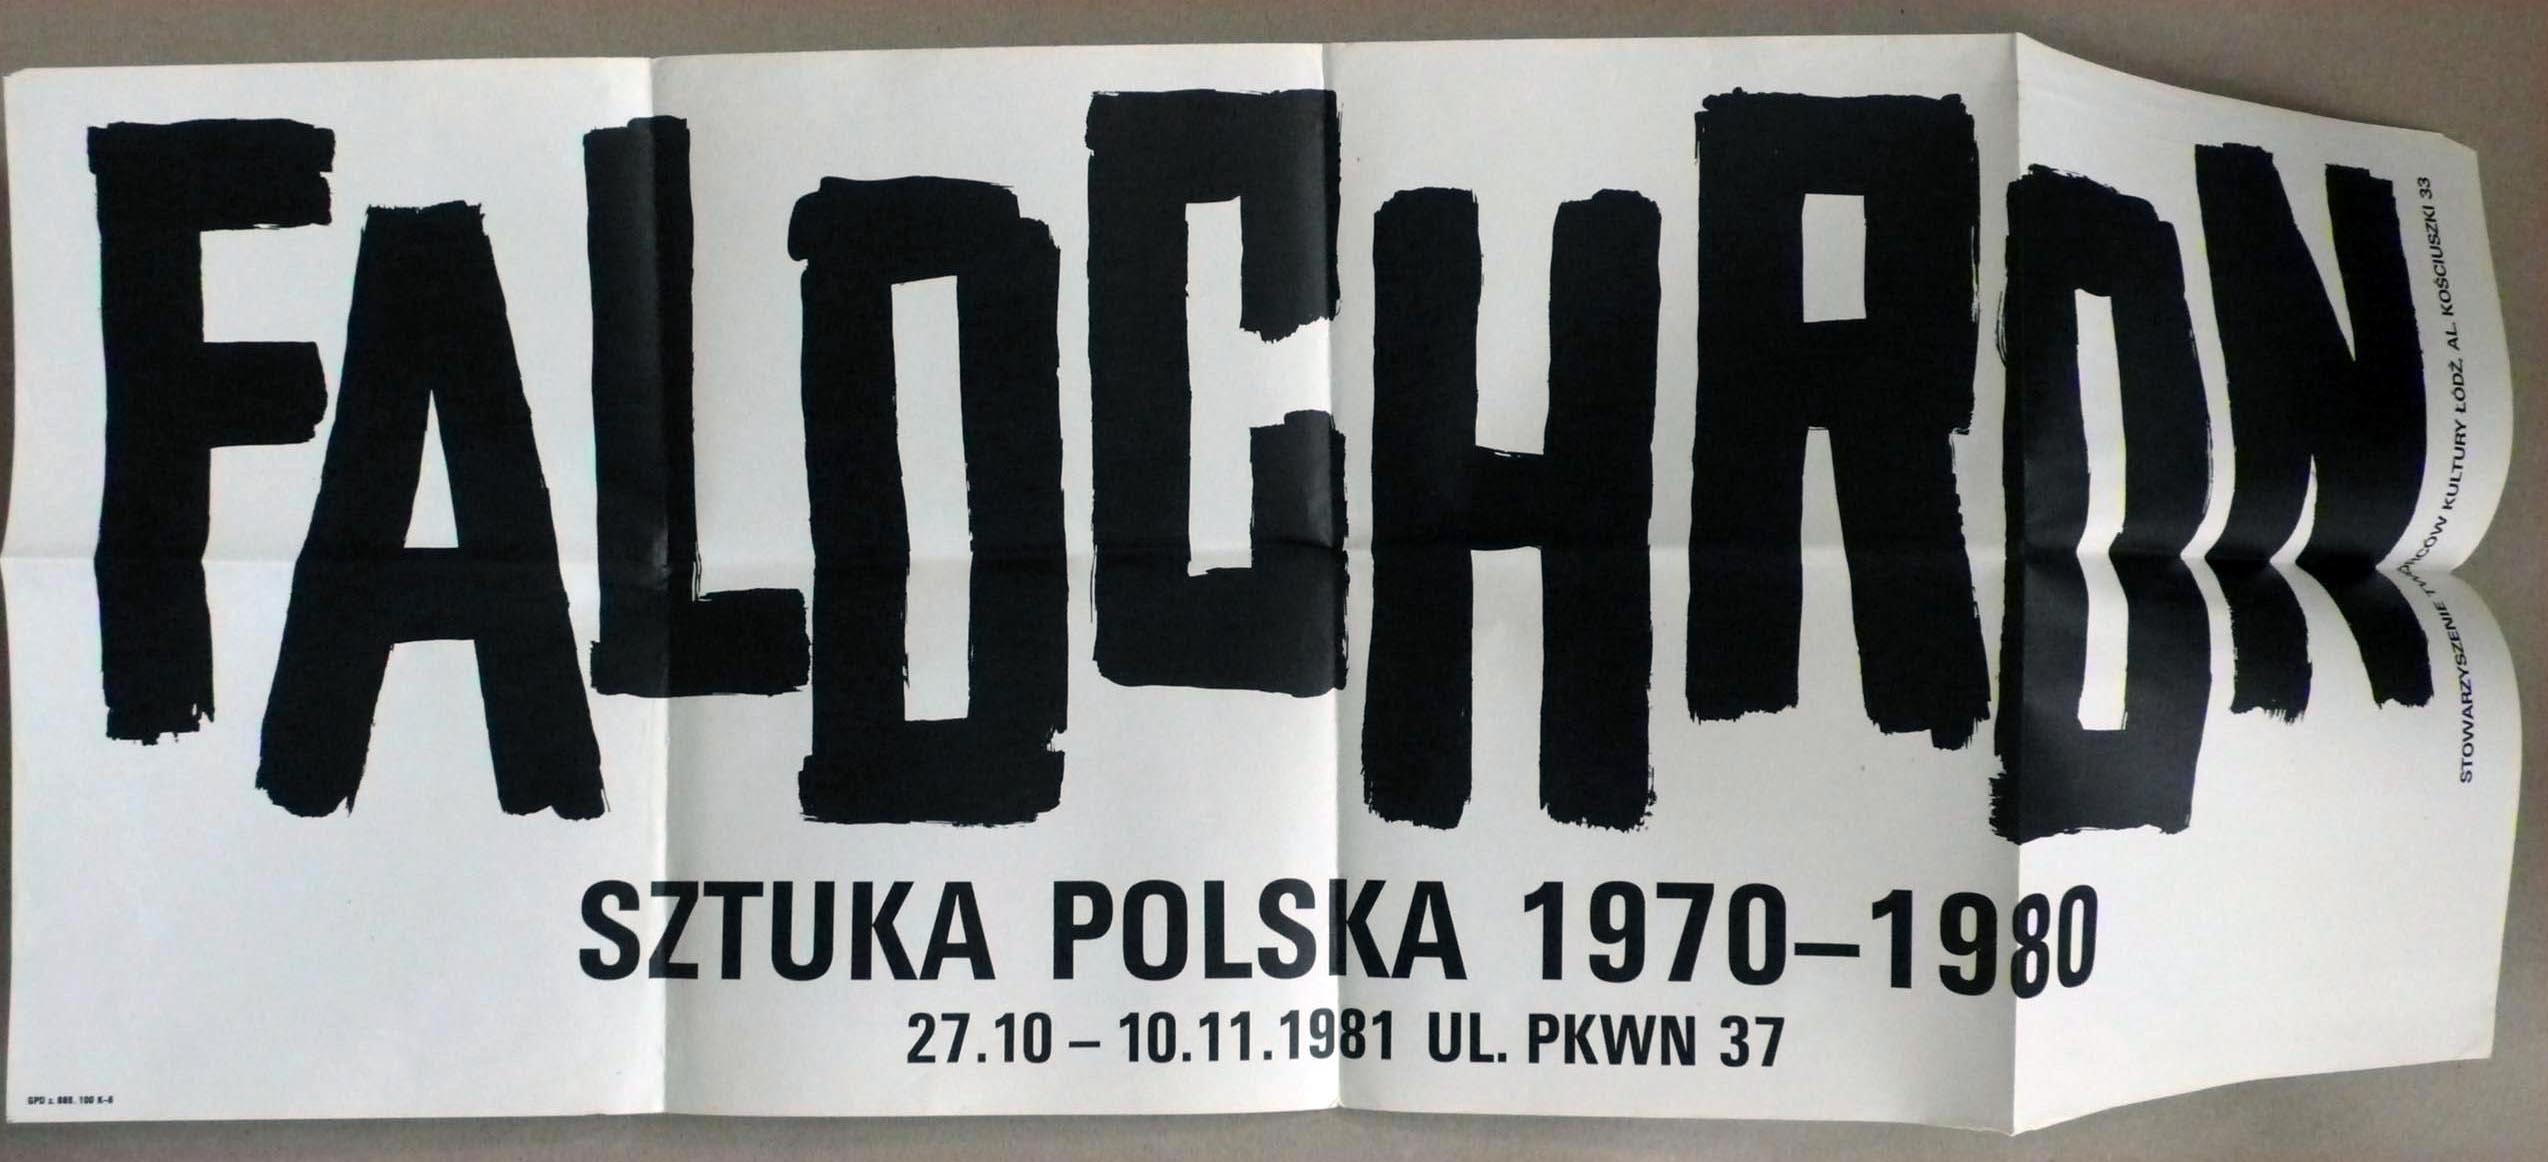 FALOCHRON
SZTUKA POLSKA 1970–1980
27.10 – 10.11.1981 UL. PKWN 37
STOWARZYSZENIE TWÓRCÓW KULTURY ŁÓDŹ, AL. KOŚCIUSZKI 33